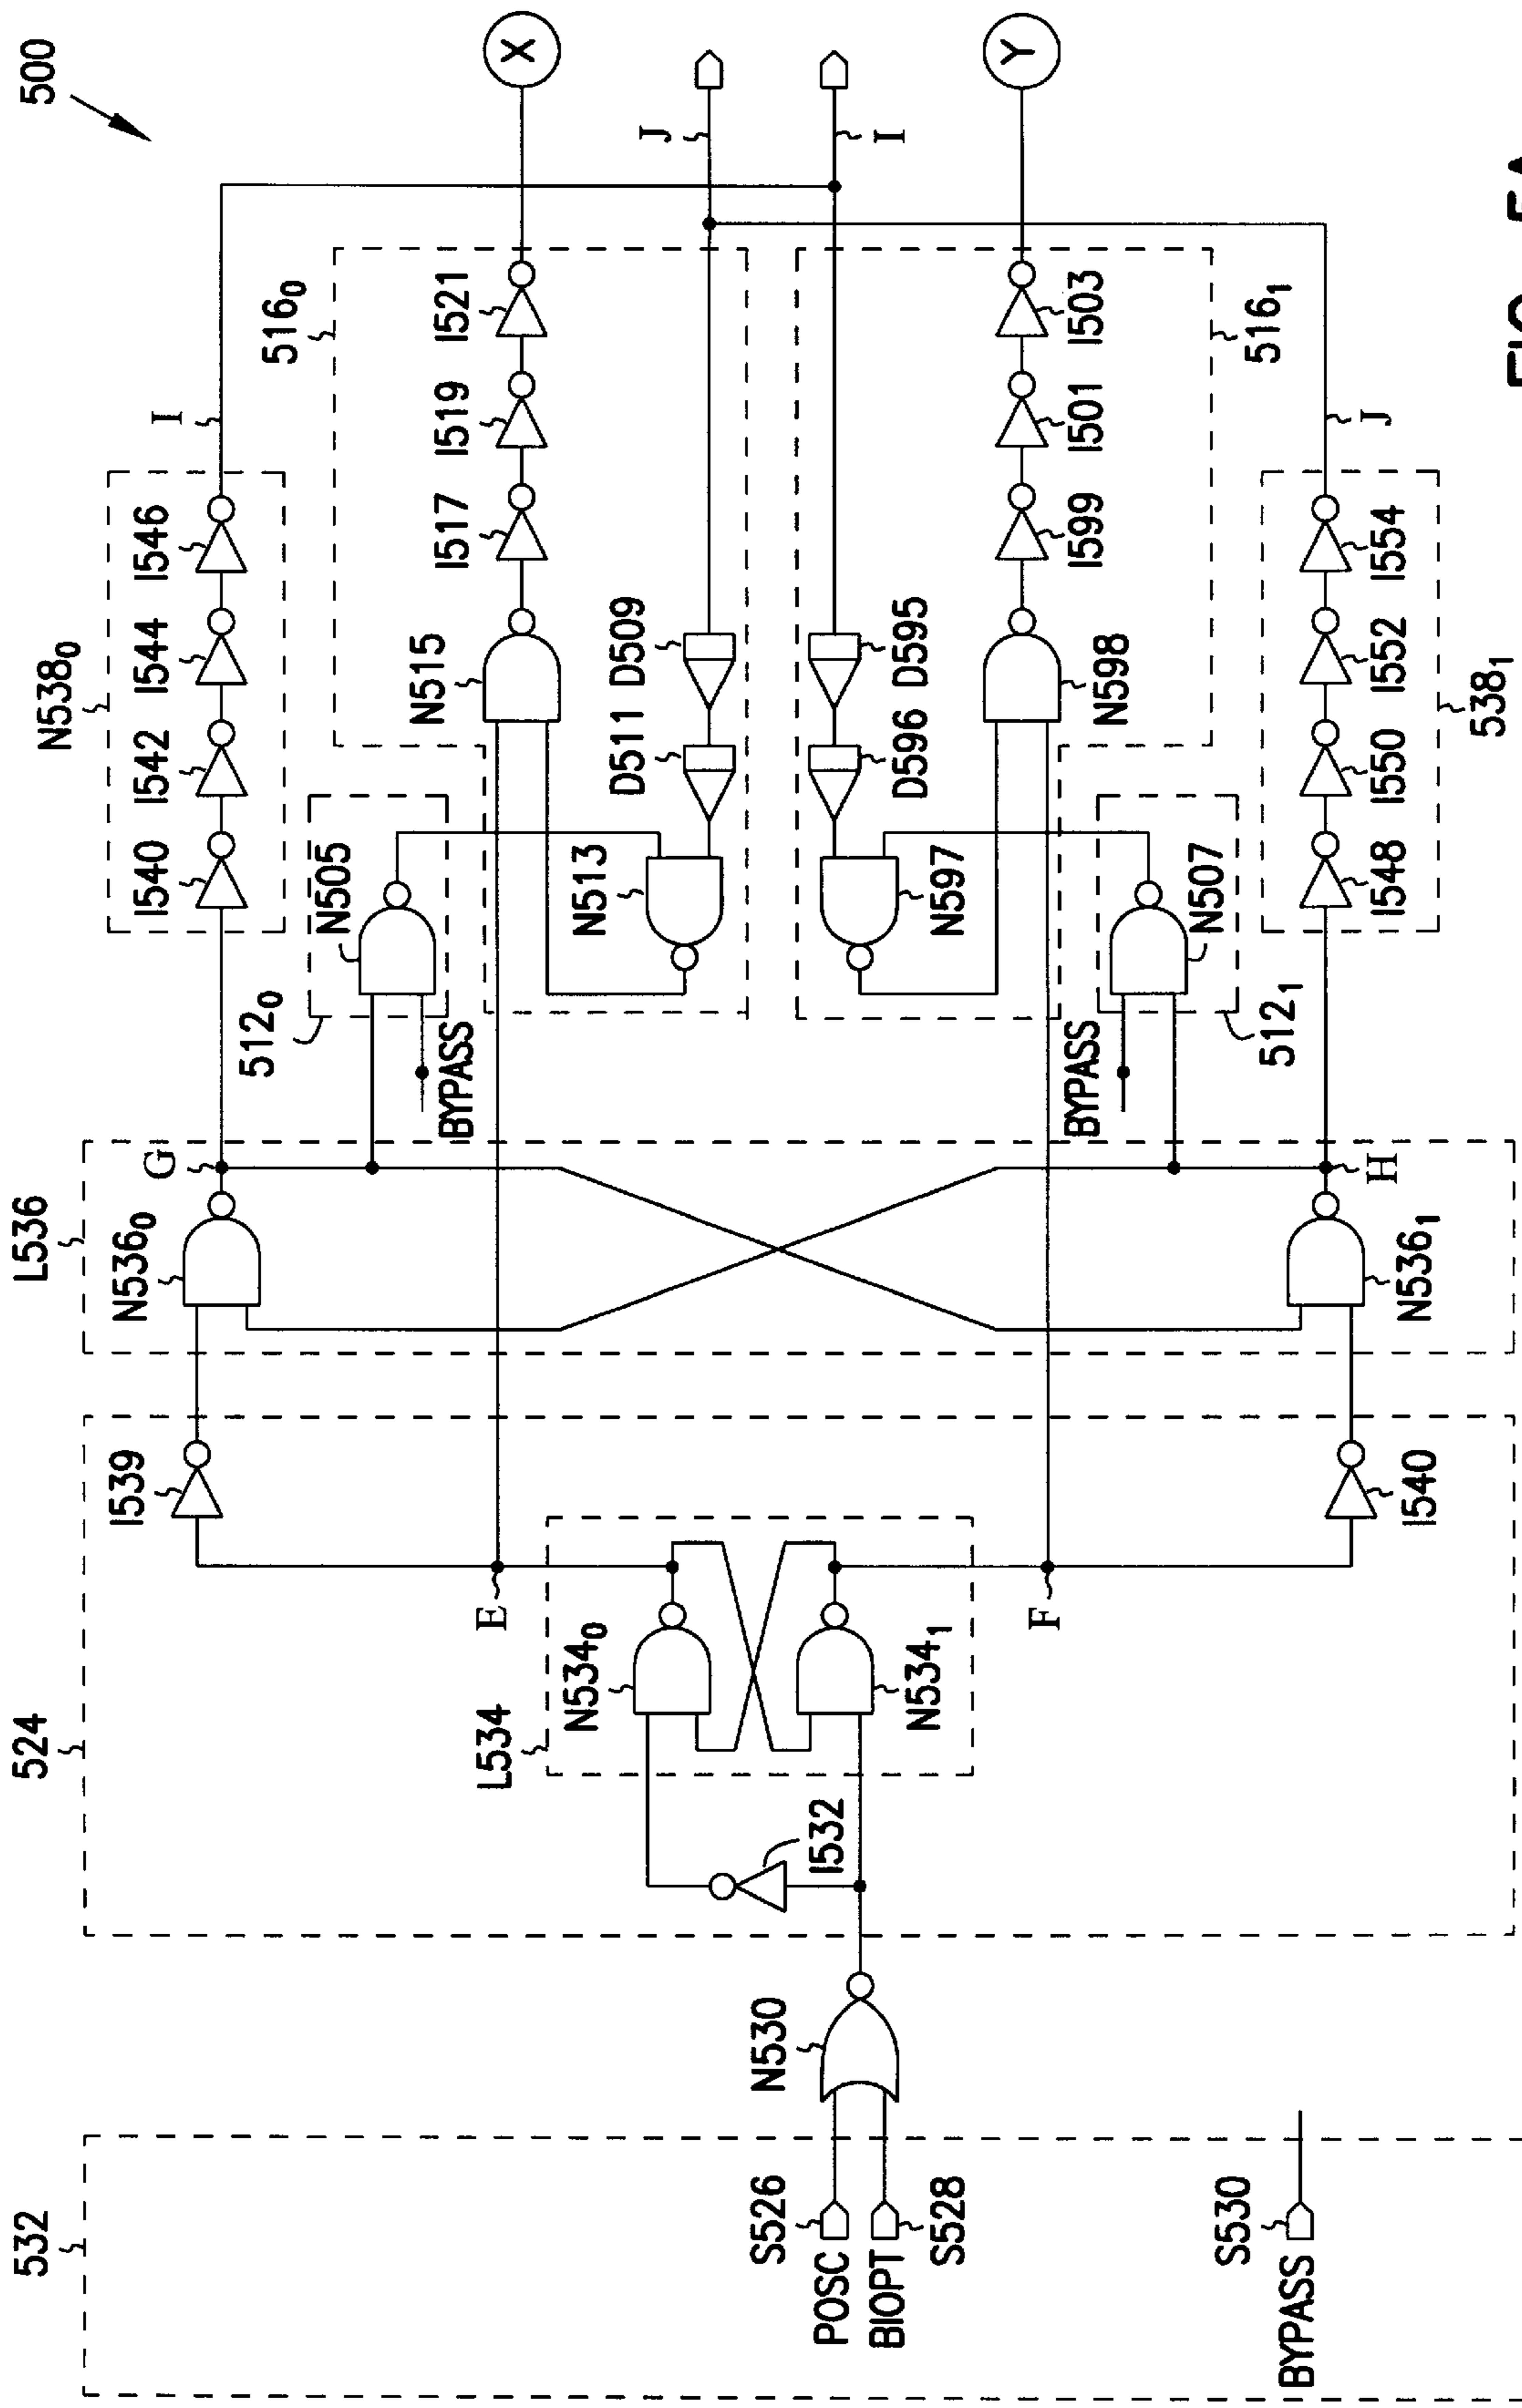 500
X
Y
J
I
I
J
N538₀
I540
I542
I544
I546
516₀
I517
I519
I521
N515
D511
D509
D596
D595
N513
N597
N598
I599
I501
I503
516₁
512₀
N505
BYPASS
BYPASS
N507
512₁
I548
I550
I552
I554
538₁
L536
N536₀
G
H
N536₁
524
I539
E
L534
N534₀
N534₁
I532
F
I540
532
N530
S526
POSC
BIOPT
S528
S530
BYPASS